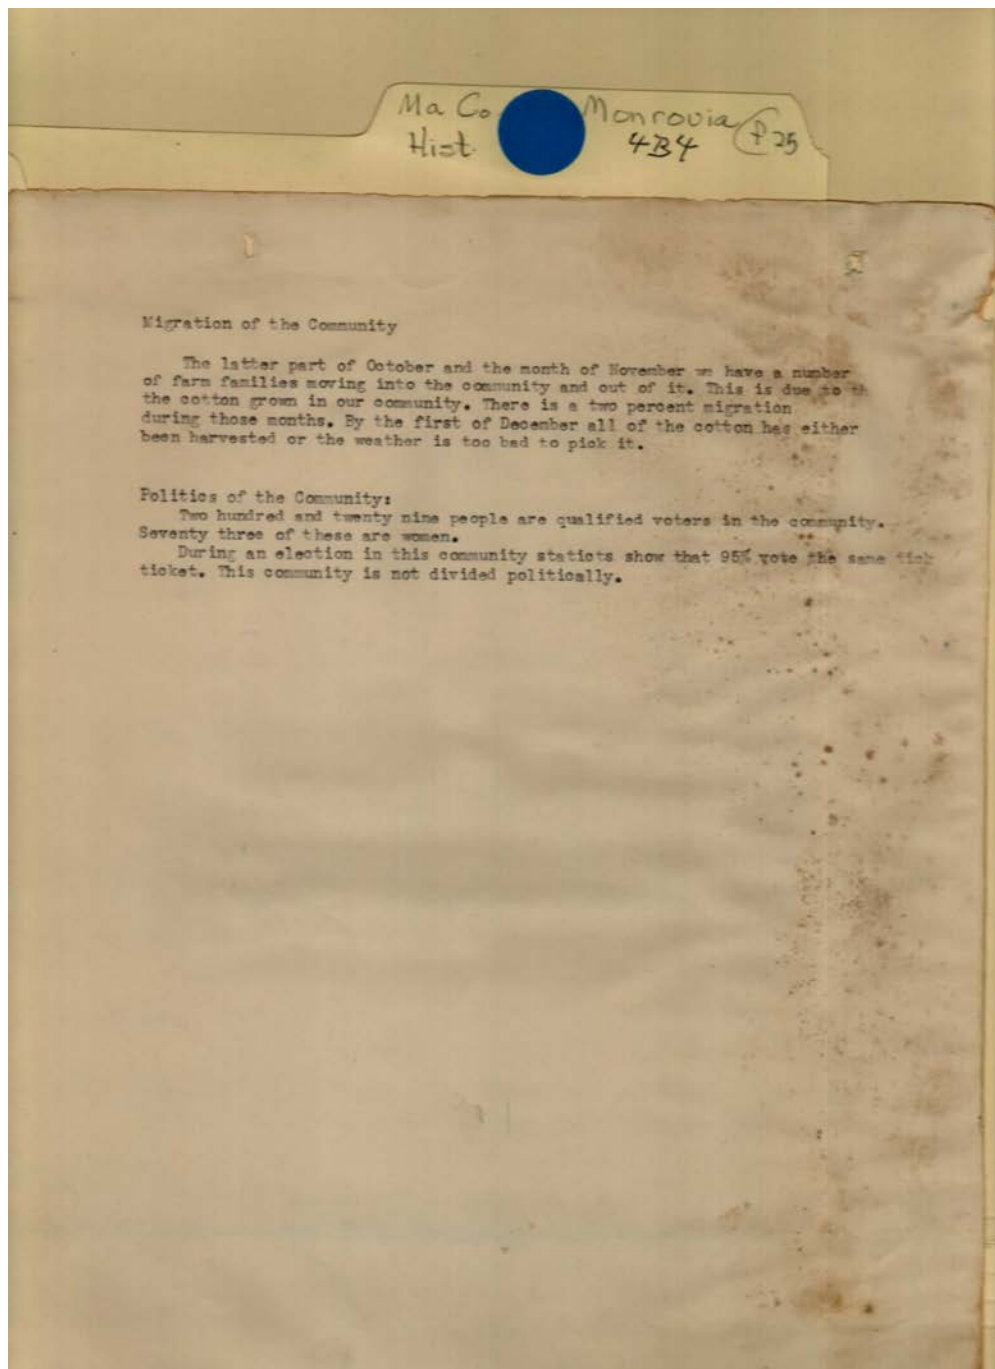 Ma Co Monrovia
Hist. 4B4 P25
Migration of the Community
The latter part of October and the month of November we have a number
of farm families moving into the community and out of it. This is due to th
the cotton grown in our community. There is a two percent migration
during those months. By the first of December all of the cotton has either
been harvested or the weather is too bad to pick it.
Politics of the Community:
Two hundred and twenty nine people are qualified voters in the community.
Seventy three of these are women.
During an election in this community staticts show that 95% vote the same tick
ticket. This community is not divided politically.